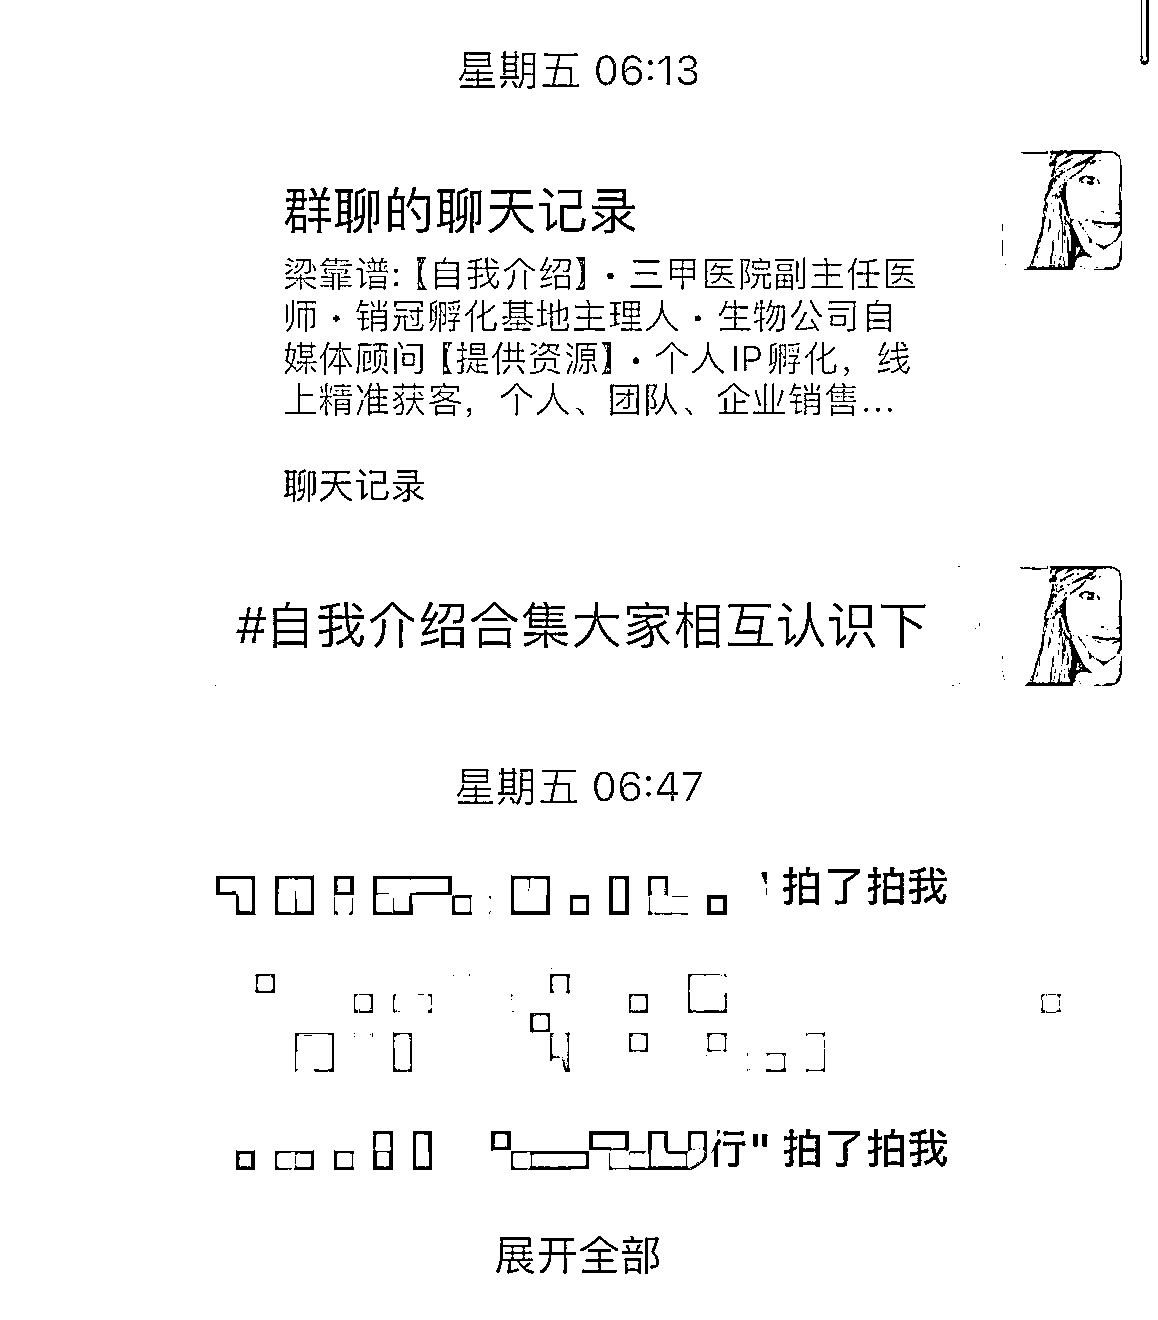 星期五 06:13
群聊的聊天记录
梁靠谱:【自我介绍】·三甲医院副主任医
师·销冠孵化基地主理人·生物公司自
媒体顾问【提供资源】·个人IP孵化，线
上精准获客，个人、团队、企业销售...
聊天记录
#自我介绍合集大家相互认识下
星期五 06:47
拍了拍我
行" 拍了拍我
展开全部